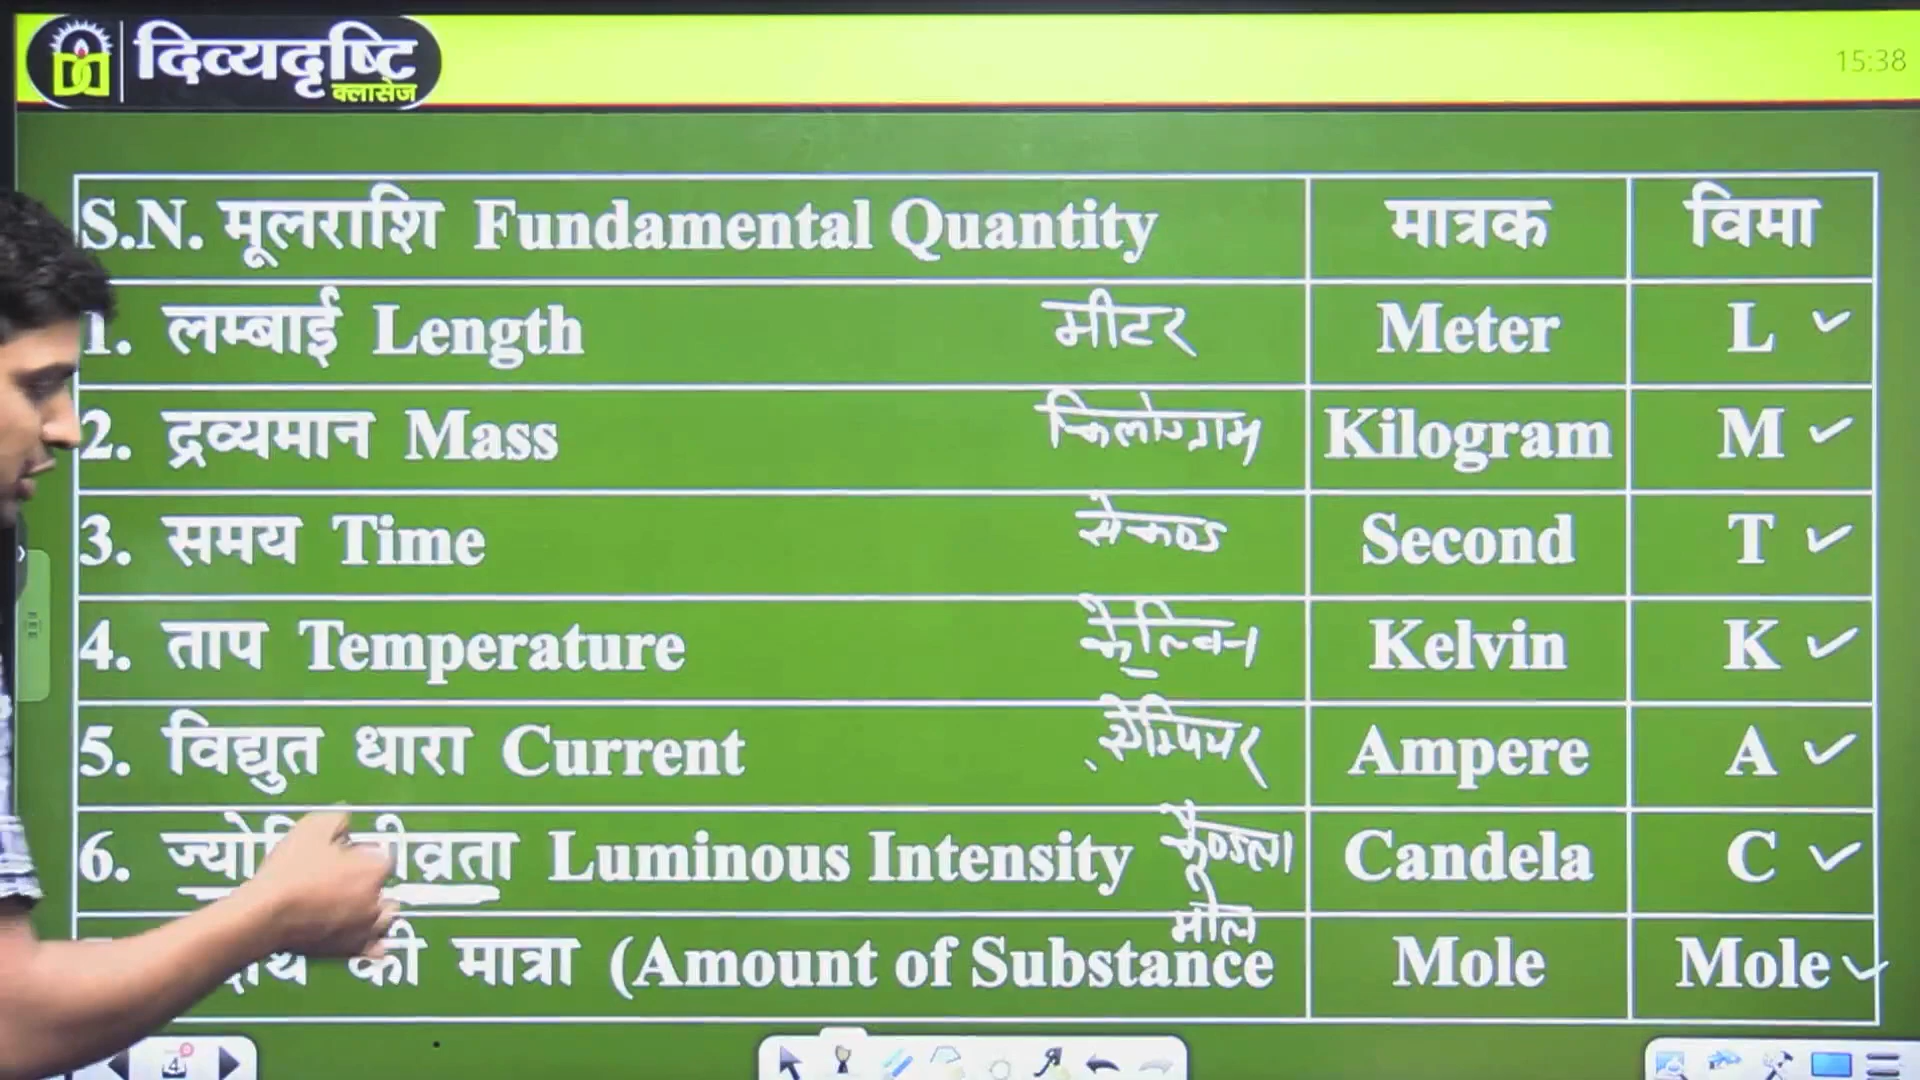 दिव्यदृष्टि
क्लासेज
15:38
S.N. मूलराशि Fundamental Quantity मात्रक विमा
1. लम्बाई Length मीटर Meter L
2. द्रव्यमान Mass किलोग्राम Kilogram M
3. समय Time सेकण्ड Second T
4. ताप Temperature केल्विन Kelvin K
5. विद्युत धारा Current ऐम्पियर Ampere A
6. तीव्रता Luminous Intensity कैण्डला Candela C
की मात्रा (Amount of Substance मोल Mole Mole
4